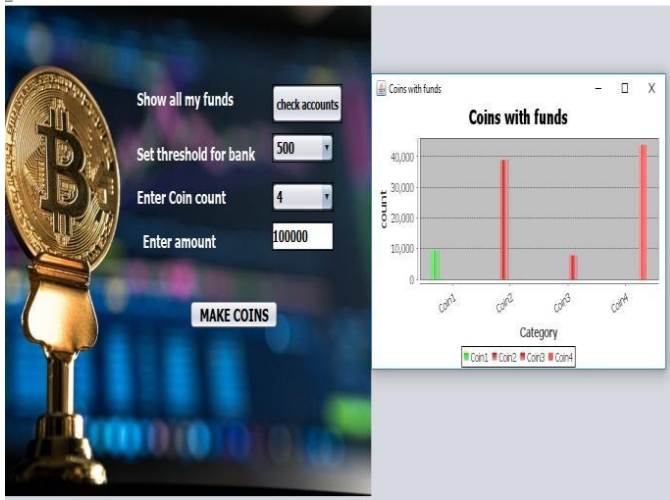 Show all my funds
check accounts
Set threshold for bank
500
Enter Coin count
4
Enter amount
100000
MAKE COINS
Coins with funds
Coins with funds
40,000
30,000
20,000
10,000
0
count
Coin1
Coin2
Coin3
Coin4
Category
Coin1 Coin2 Coin3 Coin4